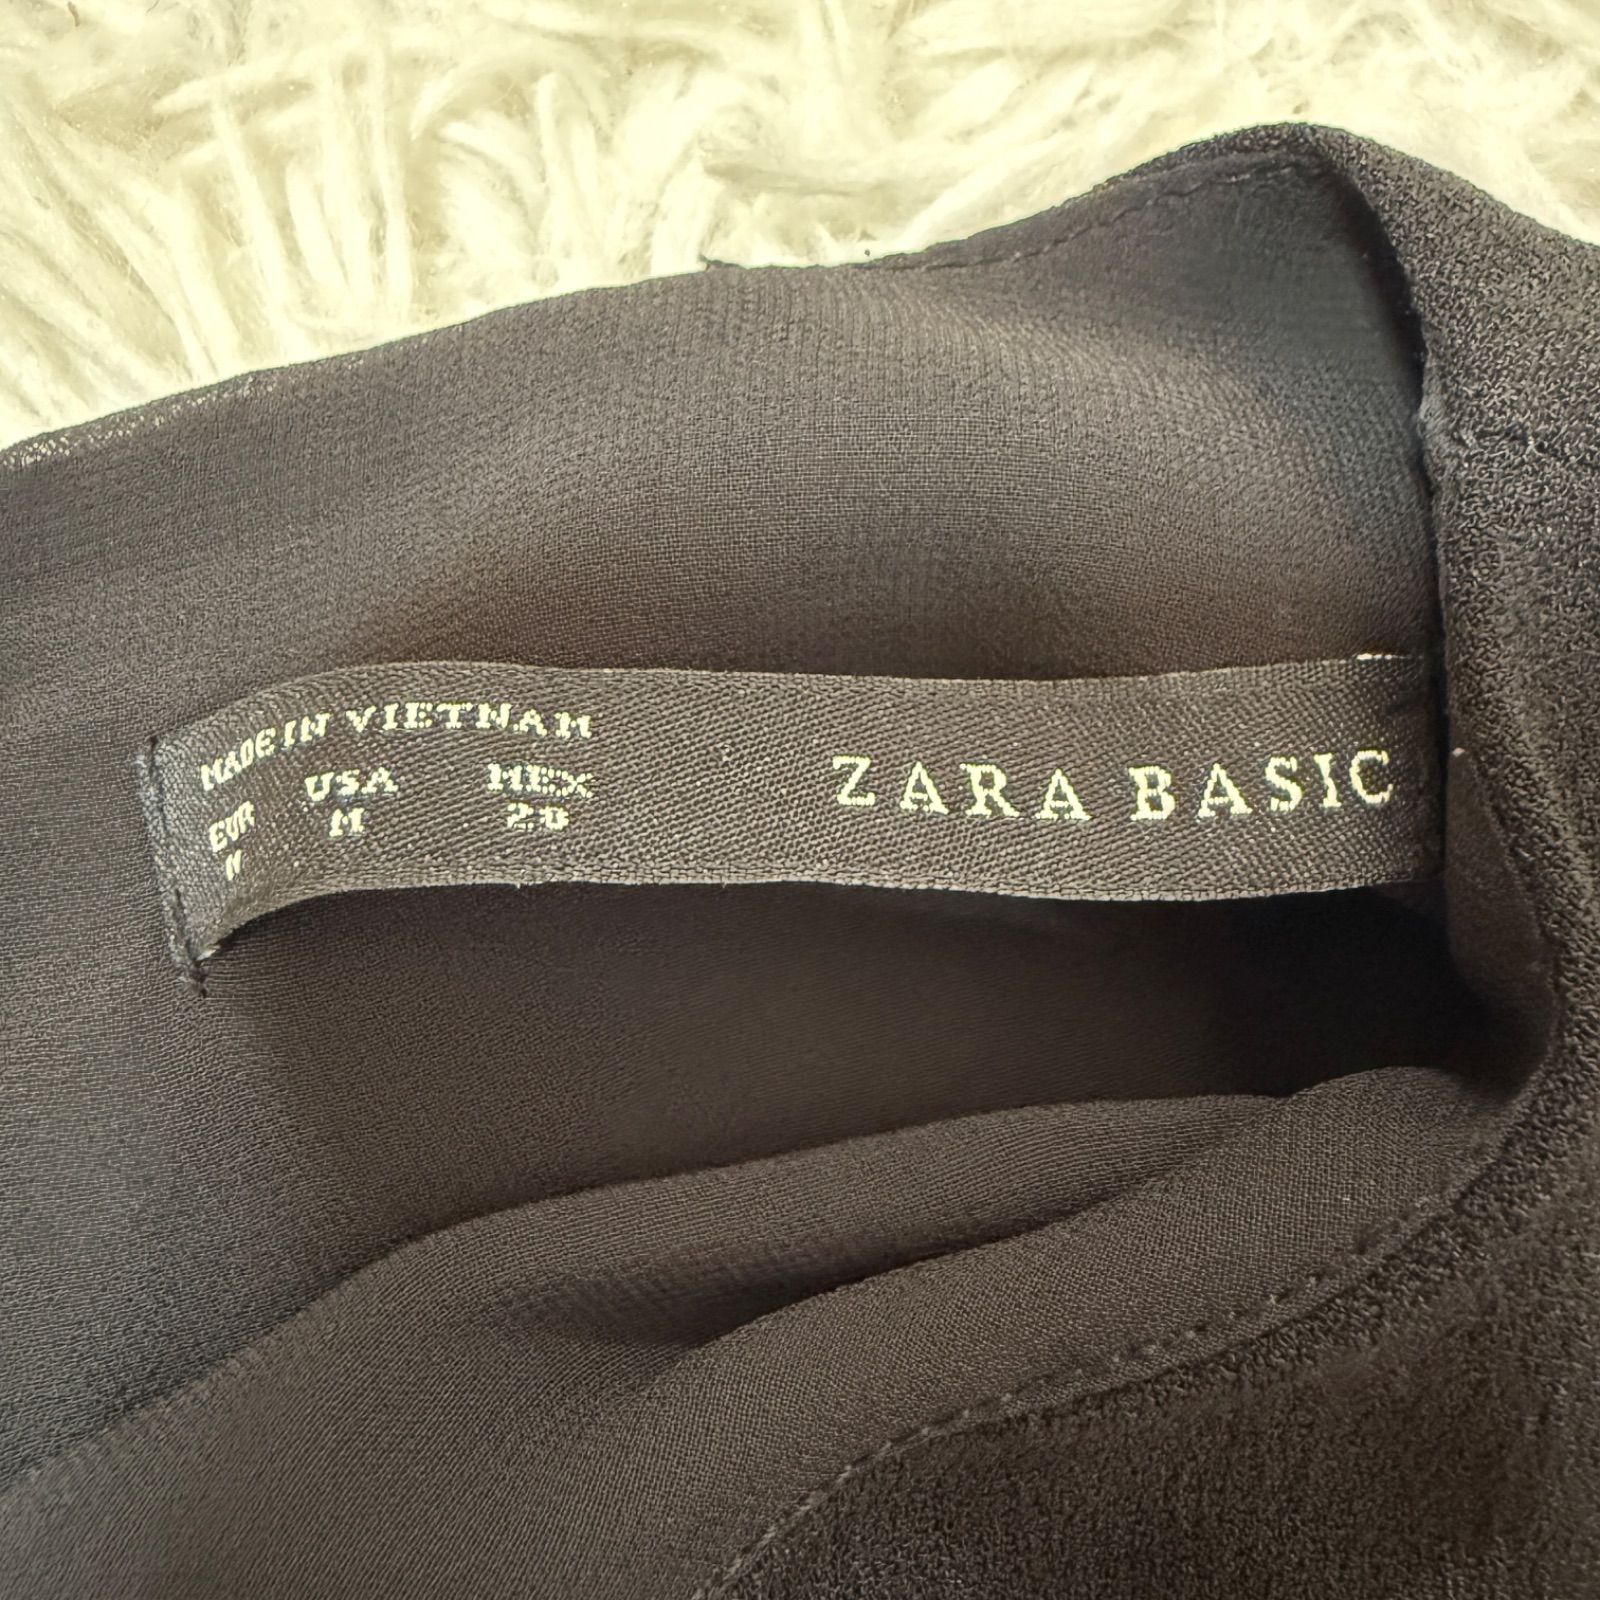 MADE IN VIETNAM
EUR USA MEX
M M 28
ZARA BASIC